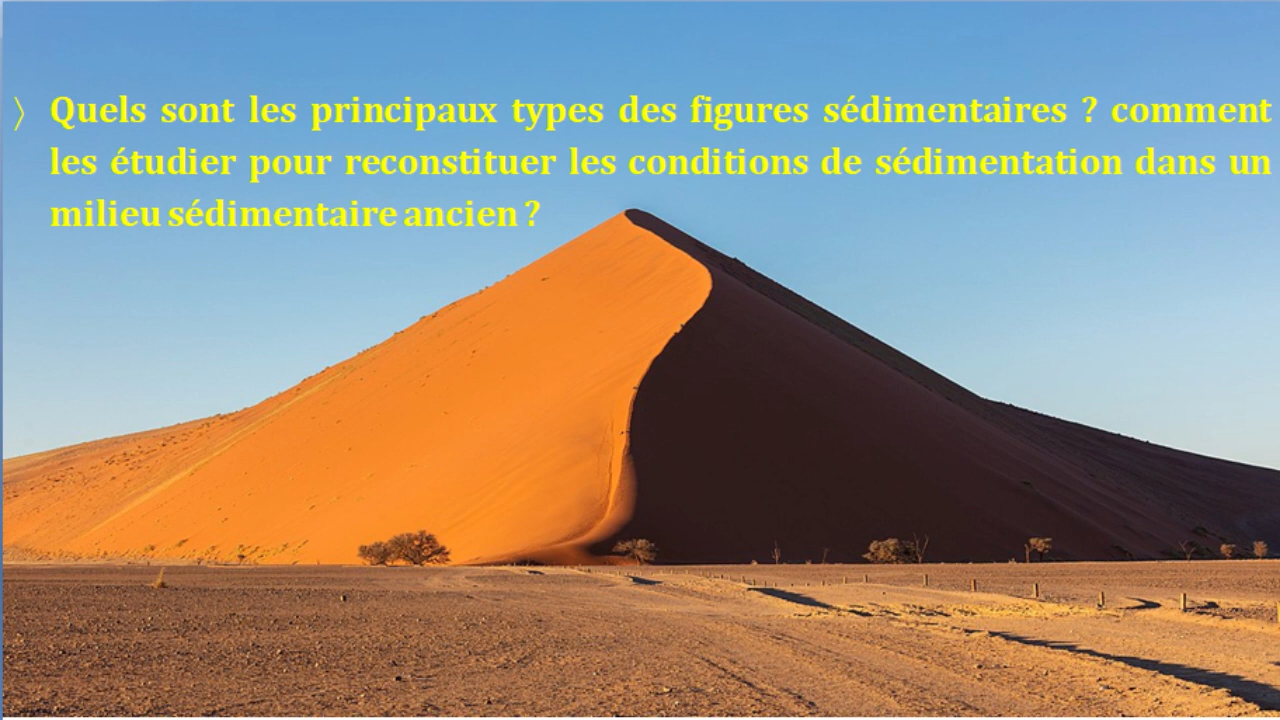 〉 Quels sont les principaux types des figures sédimentaires ? comment
les étudier pour reconstituer les conditions de sédimentation dans un
milieu sédimentaire ancien ?